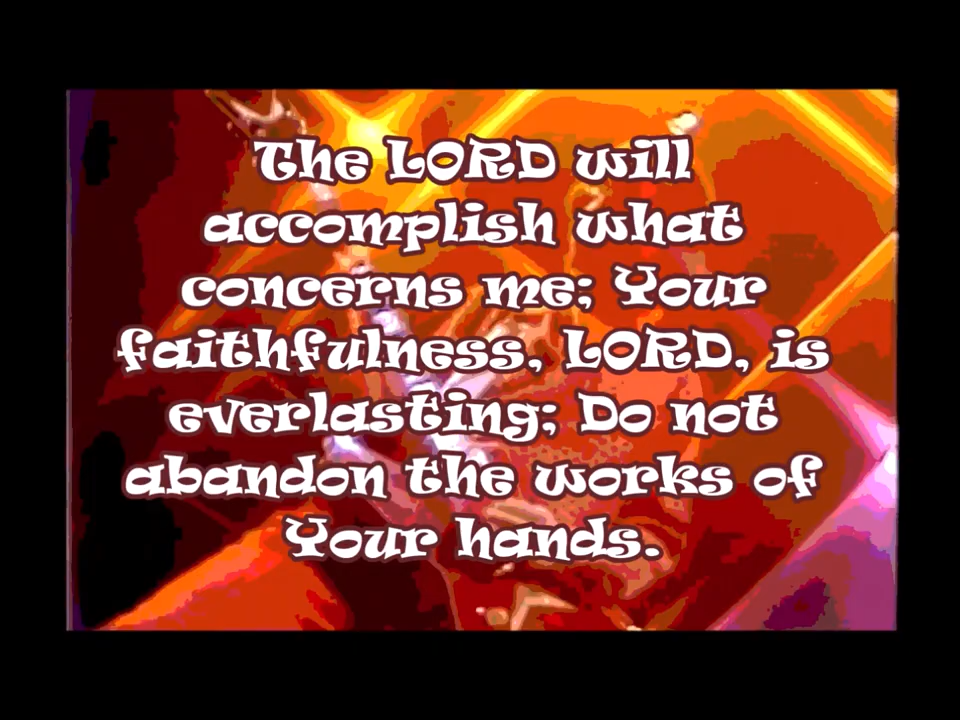 The LORD will
accomplish what
concerns me; Your
faithfulness, LORD, is
everlasting; Do not
abandon the works of
Your hands.